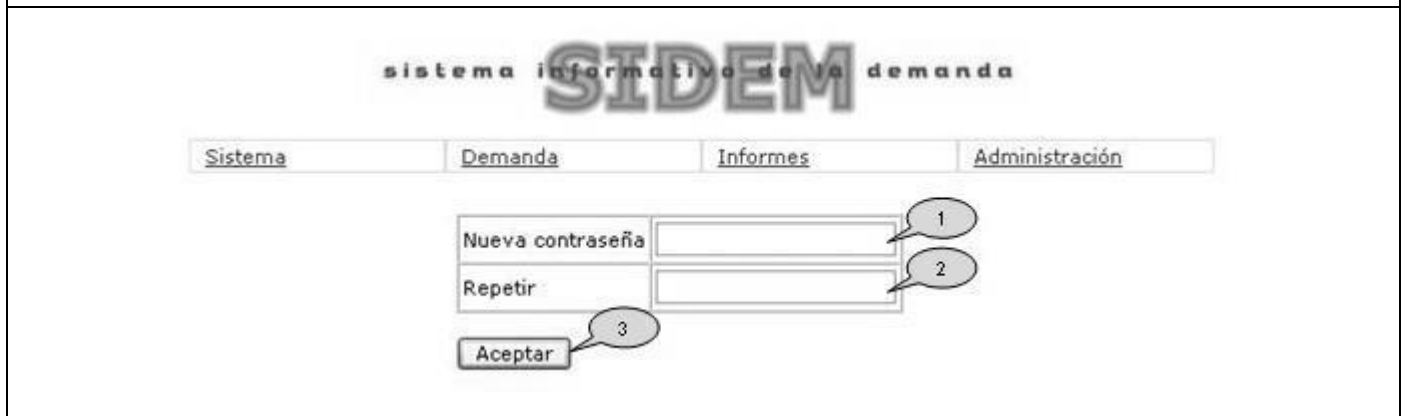 sistema informativo de la demanda
SIDEM
Sistema Demanda Informes Administración
Nueva contraseña
1
Repetir
2
3
Aceptar